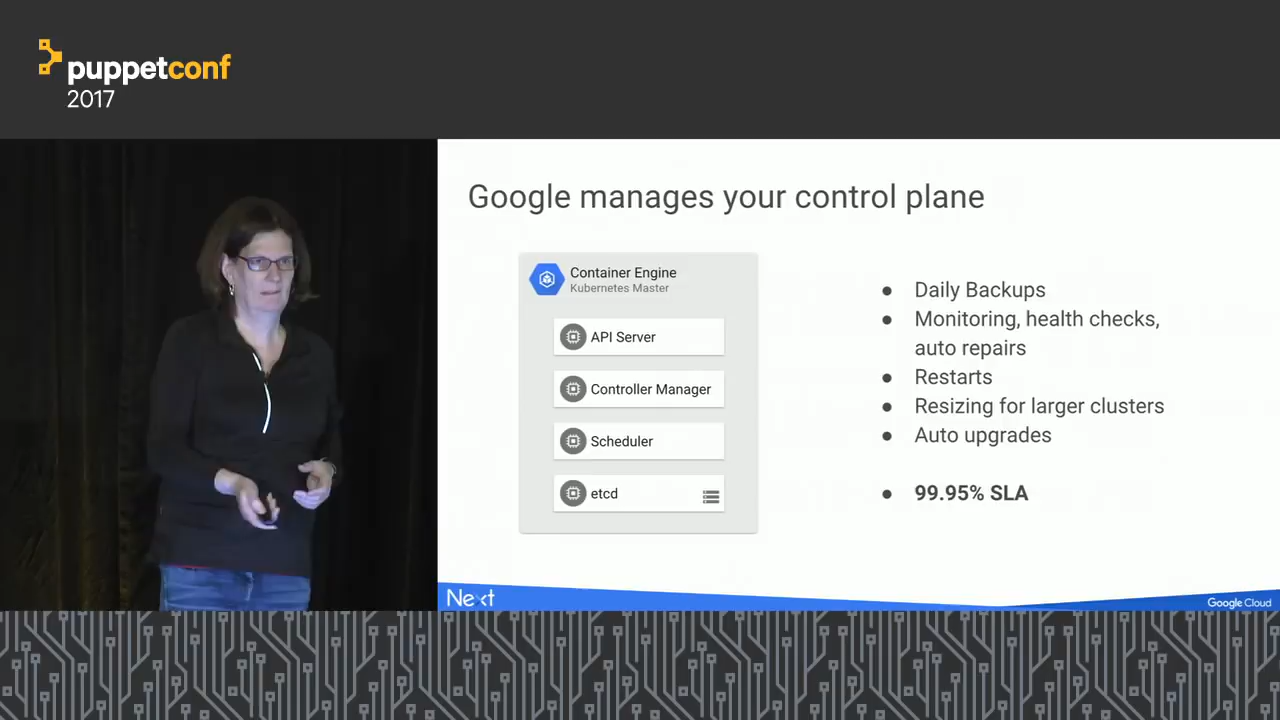 puppetconf
2017
Google manages your control plane
Container Engine
Kubernetes Master
API Server
Controller Manager
Scheduler
etcd
● Daily Backups
● Monitoring, health checks,
auto repairs
● Restarts
● Resizing for larger clusters
● Auto upgrades
● 99.95% SLA
Next
Google Cloud